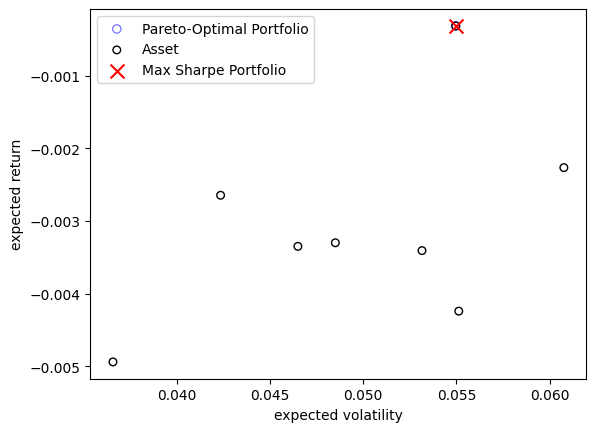 Pareto-Optimal Portfolio
Asset
Max Sharpe Portfolio
−0.001
−0.002
−0.003
−0.004
−0.005
expected return
0.040 0.045 0.050 0.055 0.060
expected volatility